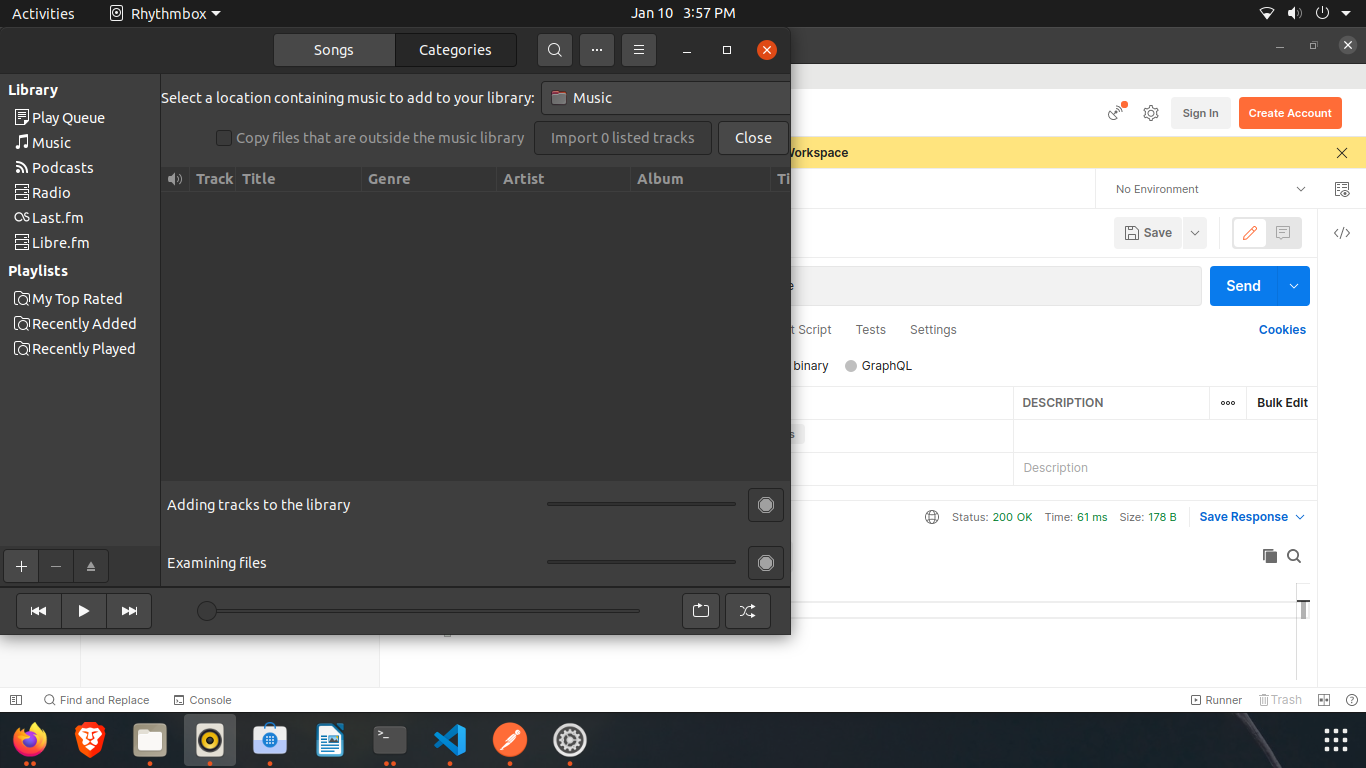 Activities Rhythmbox Jan 10 3:57 PM
Songs Categories
Library
Play Queue
Music
Podcasts
Radio
Last.fm
Libre.fm
Playlists
My Top Rated
Recently Added
Recently Played
Select a location containing music to add to your library: Music
Copy files that are outside the music library Import 0 listed tracks Close
Track Title Genre Artist Album
Adding tracks to the library
Examining files
Sign In Create Account
Workspace
No Environment
Save
Send
Script Tests Settings Cookies
binary GraphQL
DESCRIPTION Bulk Edit
Description
Status: 200 OK Time: 61 ms Size: 178 B Save Response
Find and Replace Console Runner Trash